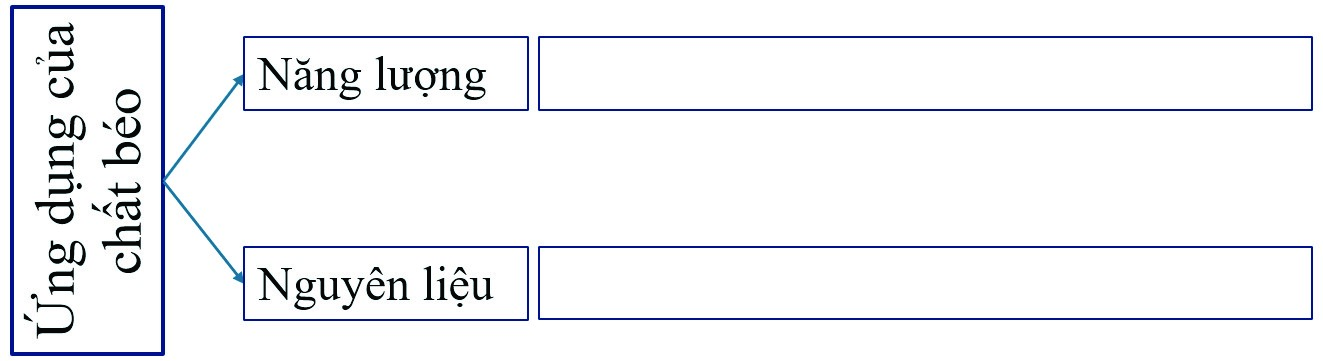 Ứng dụng của
chất béo
Năng lượng
Nguyên liệu